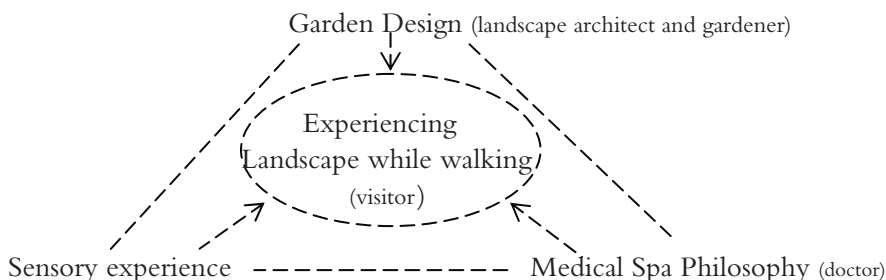 Garden Design (landscape architect and gardener)
Experiencing
Landscape while walking
(visitor)
Sensory experience
Medical Spa Philosophy (doctor)